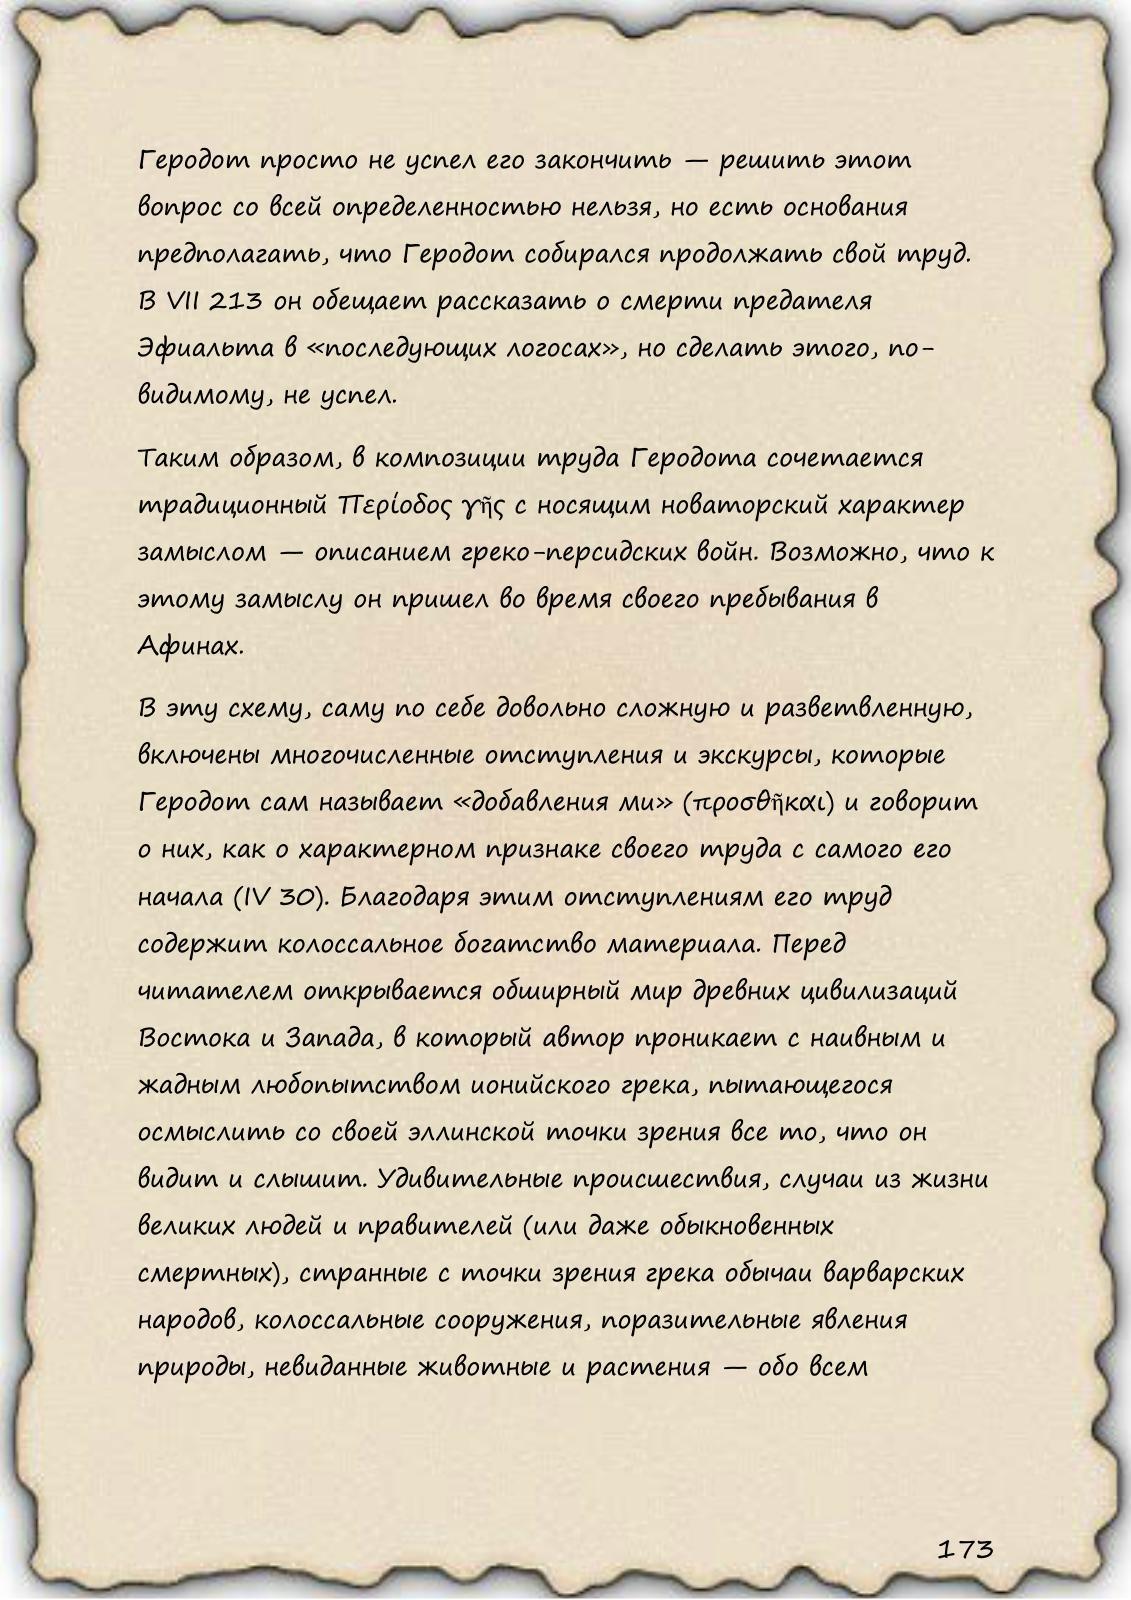 Геродот просто не успел его закончить — решить этот
вопрос со всей определенностью нельзя, но есть основания
предполагать, что Геродот собирался продолжать свой труд.
В VII 213 он обещает рассказать о смерти предателя
Эфиальта в «последующих логосах», но сделать этого, по-
видимому, не успел.
Таким образом, в композиции труда Геродота сочетается
традиционный Περίοδος γῆς с носящим новаторский характер
замыслом — описанием греко-персидских войн. Возможно, что к
этому замыслу он пришел во время своего пребывания в
Афинах.
В эту схему, саму по себе довольно сложную и разветвленную,
включены многочисленные отступления и экскурсы, которые
Геродот сам называет «добавления ми» (προσθῆκαι) и говорит
о них, как о характерном признаке своего труда с самого его
начала (IV 30). Благодаря этим отступлениям его труд
содержит колоссальное богатство материала. Перед
читателем открывается обширный мир древних цивилизаций
Востока и Запада, в который автор проникает с наивным и
жадным любопытством ионийского грека, пытающегося
осмыслить со своей эллинской точки зрения все то, что он
видит и слышит. Удивительные происшествия, случаи из жизни
великих людей и правителей (или даже обыкновенных
смертных), странные с точки зрения грека обычаи варварских
народов, колоссальные сооружения, поразительные явления
природы, невиданные животные и растения — обо всем
173